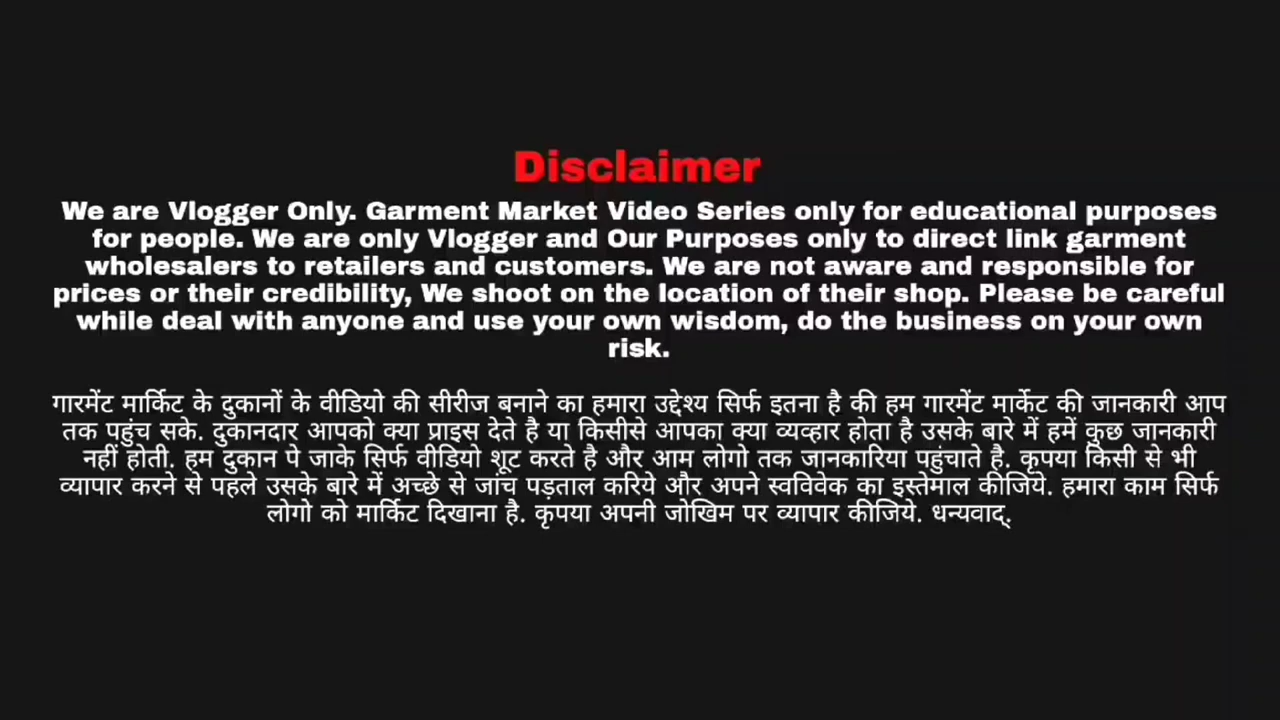 Disclaimer
We are Vlogger Only. Garment Market Video Series only for educational purposes
for people. We are only Vlogger and Our Purposes only to direct link garment
wholesalers to retailers and customers. We are not aware and responsible for
prices or their credibility, We shoot on the location of their shop. Please be careful
while deal with anyone and use your own wisdom, do the business on your own
risk.
गारमेंट मार्किट के दुकानों के वीडियो की सीरीज बनाने का हमारा उद्देश्य सिर्फ इतना है की हम गारमेंट मार्केट की जानकारी आप
तक पहुंच सके. दुकानदार आपको क्या प्राइस देते है या किसीसे आपका क्या व्यव्हार होता है उसके बारे में हमें कुछ जानकारी
नहीं होती. हम दुकान पे जाके सिर्फ वीडियो शूट करते है और आम लोगो तक जानकारिया पहुंचाते है. कृपया किसी से भी
व्यापार करने से पहले उसके बारे में अच्छे से जांच पड़ताल करिये और अपने स्वविवेक का इस्तेमाल कीजिये. हमारा काम सिर्फ
लोगो को मार्किट दिखाना है. कृपया अपनी जोखिम पर व्यापार कीजिये. धन्यवाद्.